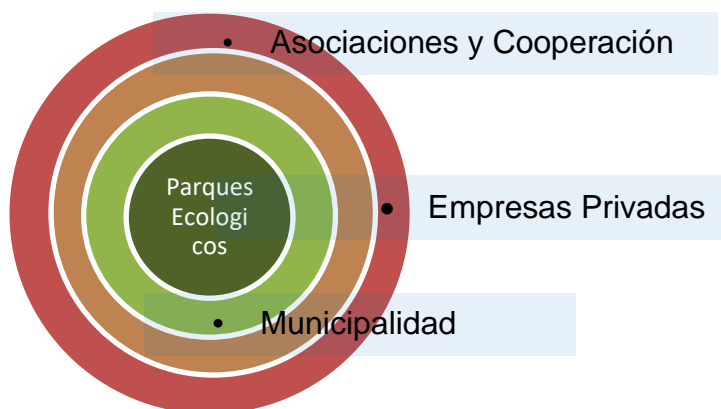 • Asociaciones y Cooperación
Parques
Ecologi
cos
• Empresas Privadas
• Municipalidad